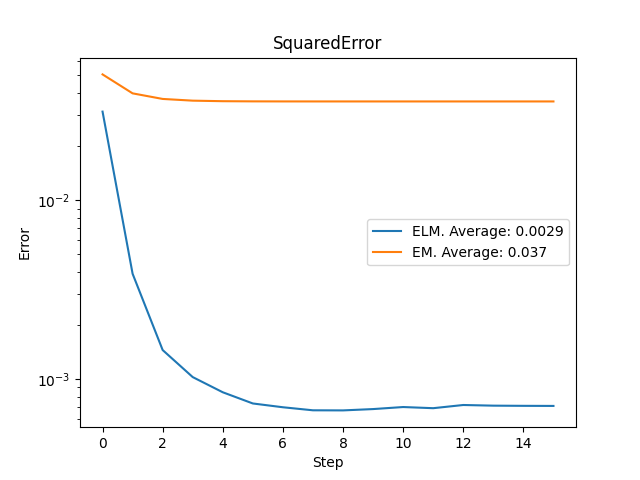 SquaredError
Error
10^{-2}
10^{-3}
ELM. Average: 0.0029
EM. Average: 0.037
0 2 4 6 8 10 12 14
Step